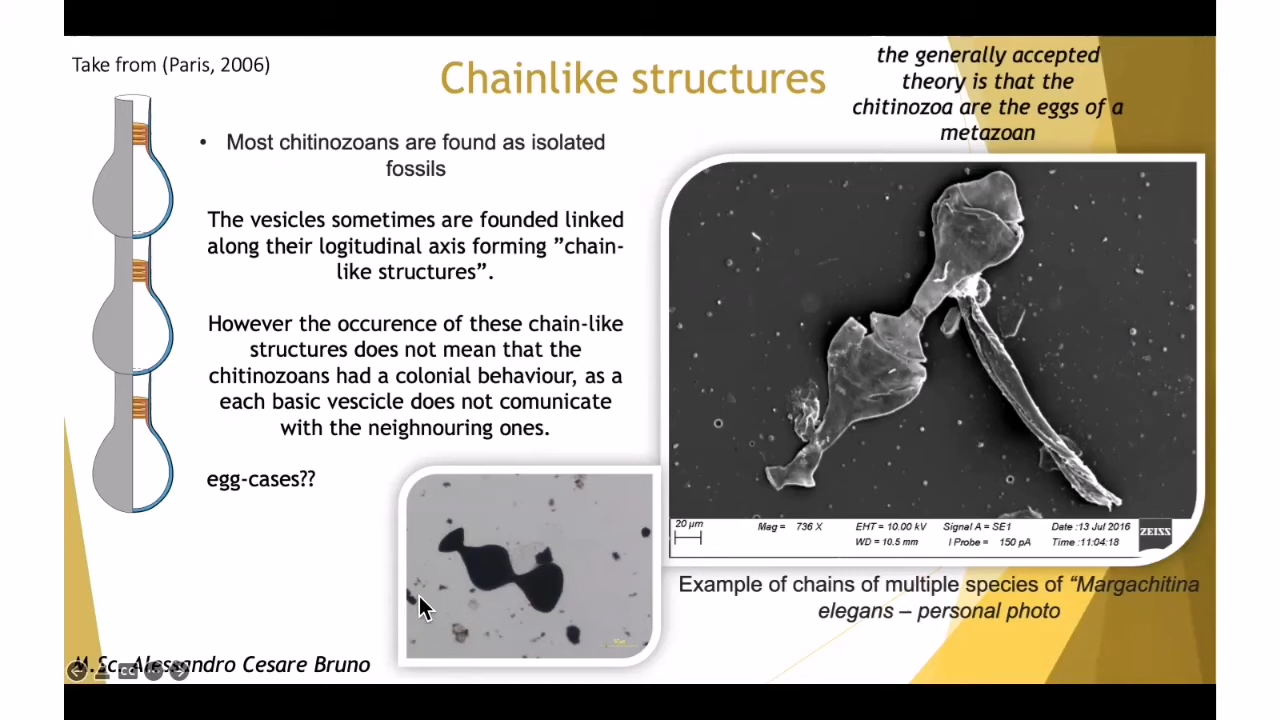 Take from (Paris, 2006)
Chainlike structures
the generally accepted
theory is that the
chitinozoa are the eggs of a
metazoan
• Most chitinozoans are found as isolated
fossils
The vesicles sometimes are founded linked
along their logitudinal axis forming ”chain-
like structures”.
However the occurence of these chain-like
structures does not mean that the
chitinozoans had a colonial behaviour, as a
each basic vescicle does not comunicate
with the neighnouring ones.
egg-cases??
20 µm
Mag = 736 X
EHT = 10.00 kV
WD = 10.5 mm
Signal A = SE1
I Probe = 150 pA
Date :13 Jul 2016
Time :11:04:18
ZEISS
Example of chains of multiple species of “Margachitina
elegans – personal photo
M.Sc. Alessandro Cesare Bruno
CC